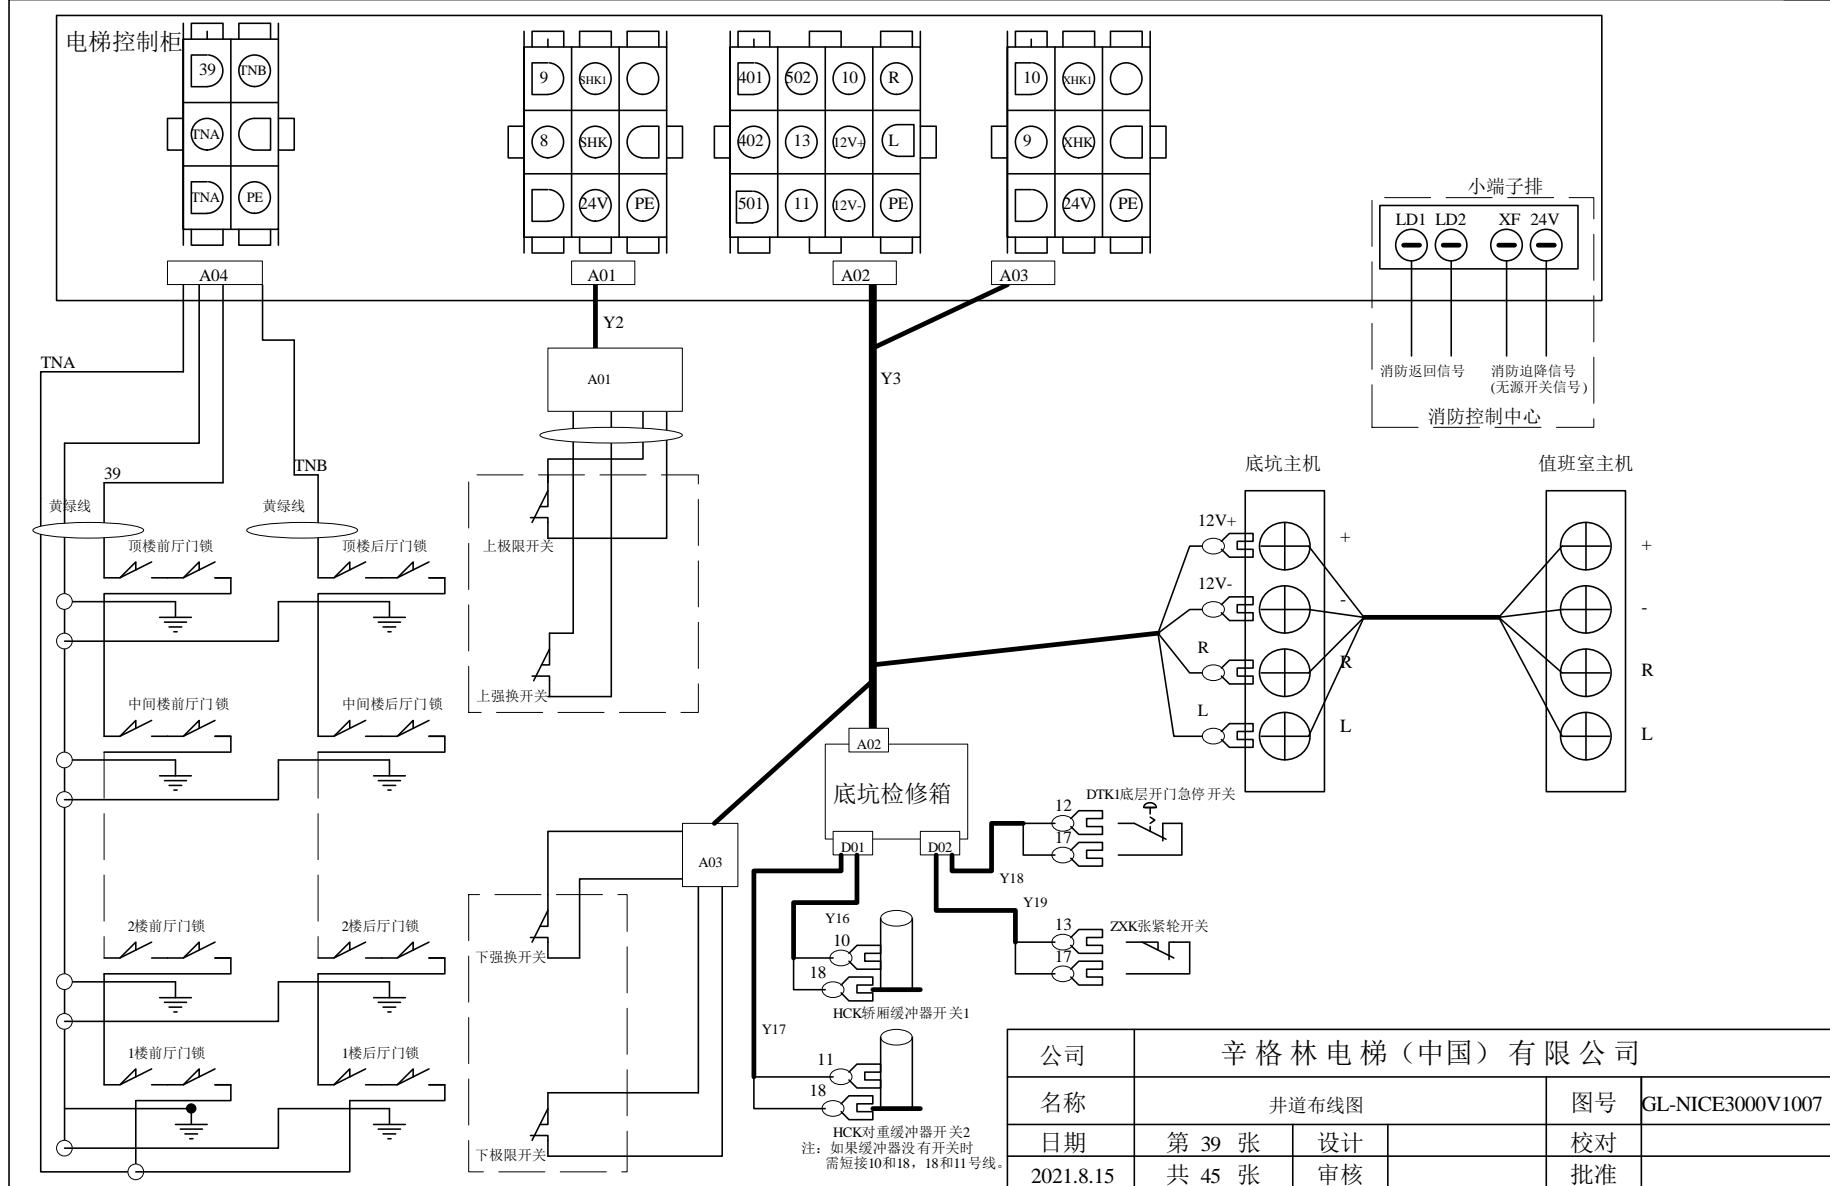 电梯控制柜
39 TNB
TNA
TNA PE
9 SHK1
8 SHK
24V PE
401 502 10 R
402 13 12V+ L
501 11 12V- PE
10 XHK1
9 XHK
24V PE
小端子排
LD1 LD2 XF 24V
A04
A01
A02
A03
消防返回信号
消防迫降信号
(无源开关信号)
消防控制中心
Y2
TNA
A01
Y3
39
TNB
黄绿线
黄绿线
顶楼前厅门锁
顶楼后厅门锁
上极限开关
中间楼前厅门锁
中间楼后厅门锁
上强换开关
底坑主机
值班室主机
12V+
+
+
12V-
-
-
R
R
R
L
L
L
A02
底坑检修箱
D01
D02
A03
DTK1底层开门急停开关
12
17
Y18
Y19
13
ZXK张紧轮开关
17
Y16
10
18
HCK轿厢缓冲器开关1
Y17
11
18
HCK对重缓冲器开关2
注：如果缓冲器没有开关时
需短接10和18，18和11号线。
2楼前厅门锁
2楼后厅门锁
下强换开关
1楼前厅门锁
1楼后厅门锁
下极限开关
公司 辛格林电梯（中国）有限公司
名称 井道布线图 图号 GL-NICE3000V1007
日期 第 39 张 设计 校对
2021.8.15 共 45 张 审核 批准